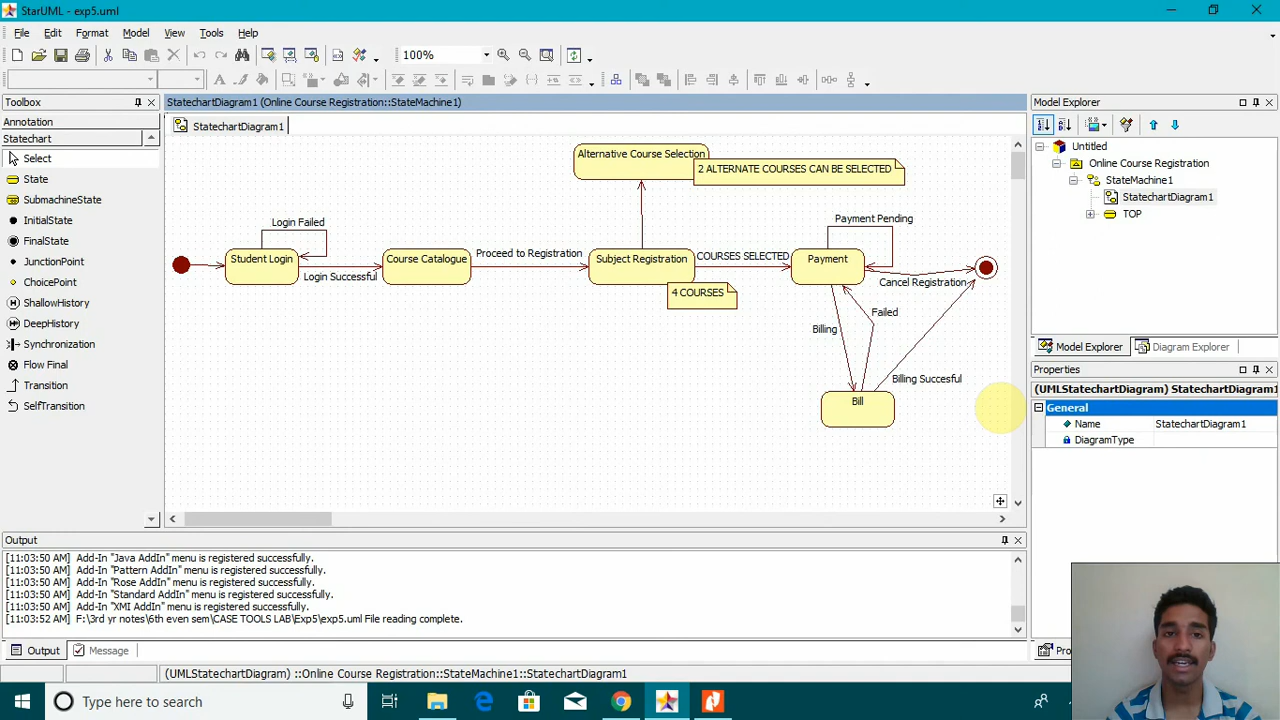 StarUML - exp5.uml
File Edit Format Model View Tools Help
100%
Toolbox
Annotation
Statechart
Select
State
SubmachineState
InitialState
FinalState
JunctionPoint
ChoicePoint
ShallowHistory
DeepHistory
Synchronization
Flow Final
Transition
SelfTransition
StatechartDiagram1 (Online Course Registration::StateMachine1)
StatechartDiagram1
Alternative Course Selection
2 ALTERNATE COURSES CAN BE SELECTED
Login Failed
Payment Pending
Student Login
Login Successful
Course Catalogue
Proceed to Registration
Subject Registration
COURSES SELECTED
Payment
4 COURSES
Cancel Registration
Billing
Failed
Billing Succesful
Bill
Model Explorer
Untitled
Online Course Registration
StateMachine1
StatechartDiagram1
TOP
Model Explorer Diagram Explorer
Properties
(UMLStatechartDiagram) StatechartDiagram1
General
Name StatechartDiagram1
DiagramType
Output
[11:03:50 AM] Add-In "Java AddIn" menu is registered successfully.
[11:03:50 AM] Add-In "Pattern AddIn" menu is registered successfully.
[11:03:50 AM] Add-In "Rose AddIn" menu is registered successfully.
[11:03:50 AM] Add-In "Standard AddIn" menu is registered successfully.
[11:03:50 AM] Add-In "XMI AddIn" menu is registered successfully.
[11:03:52 AM] F:\3rd yr notes\6th even sem\CASE TOOLS LAB\Exp5\exp5.uml File reading complete.
Output Message
(UMLStatechartDiagram) ::Online Course Registration::StateMachine1::StatechartDiagram1
Type here to search